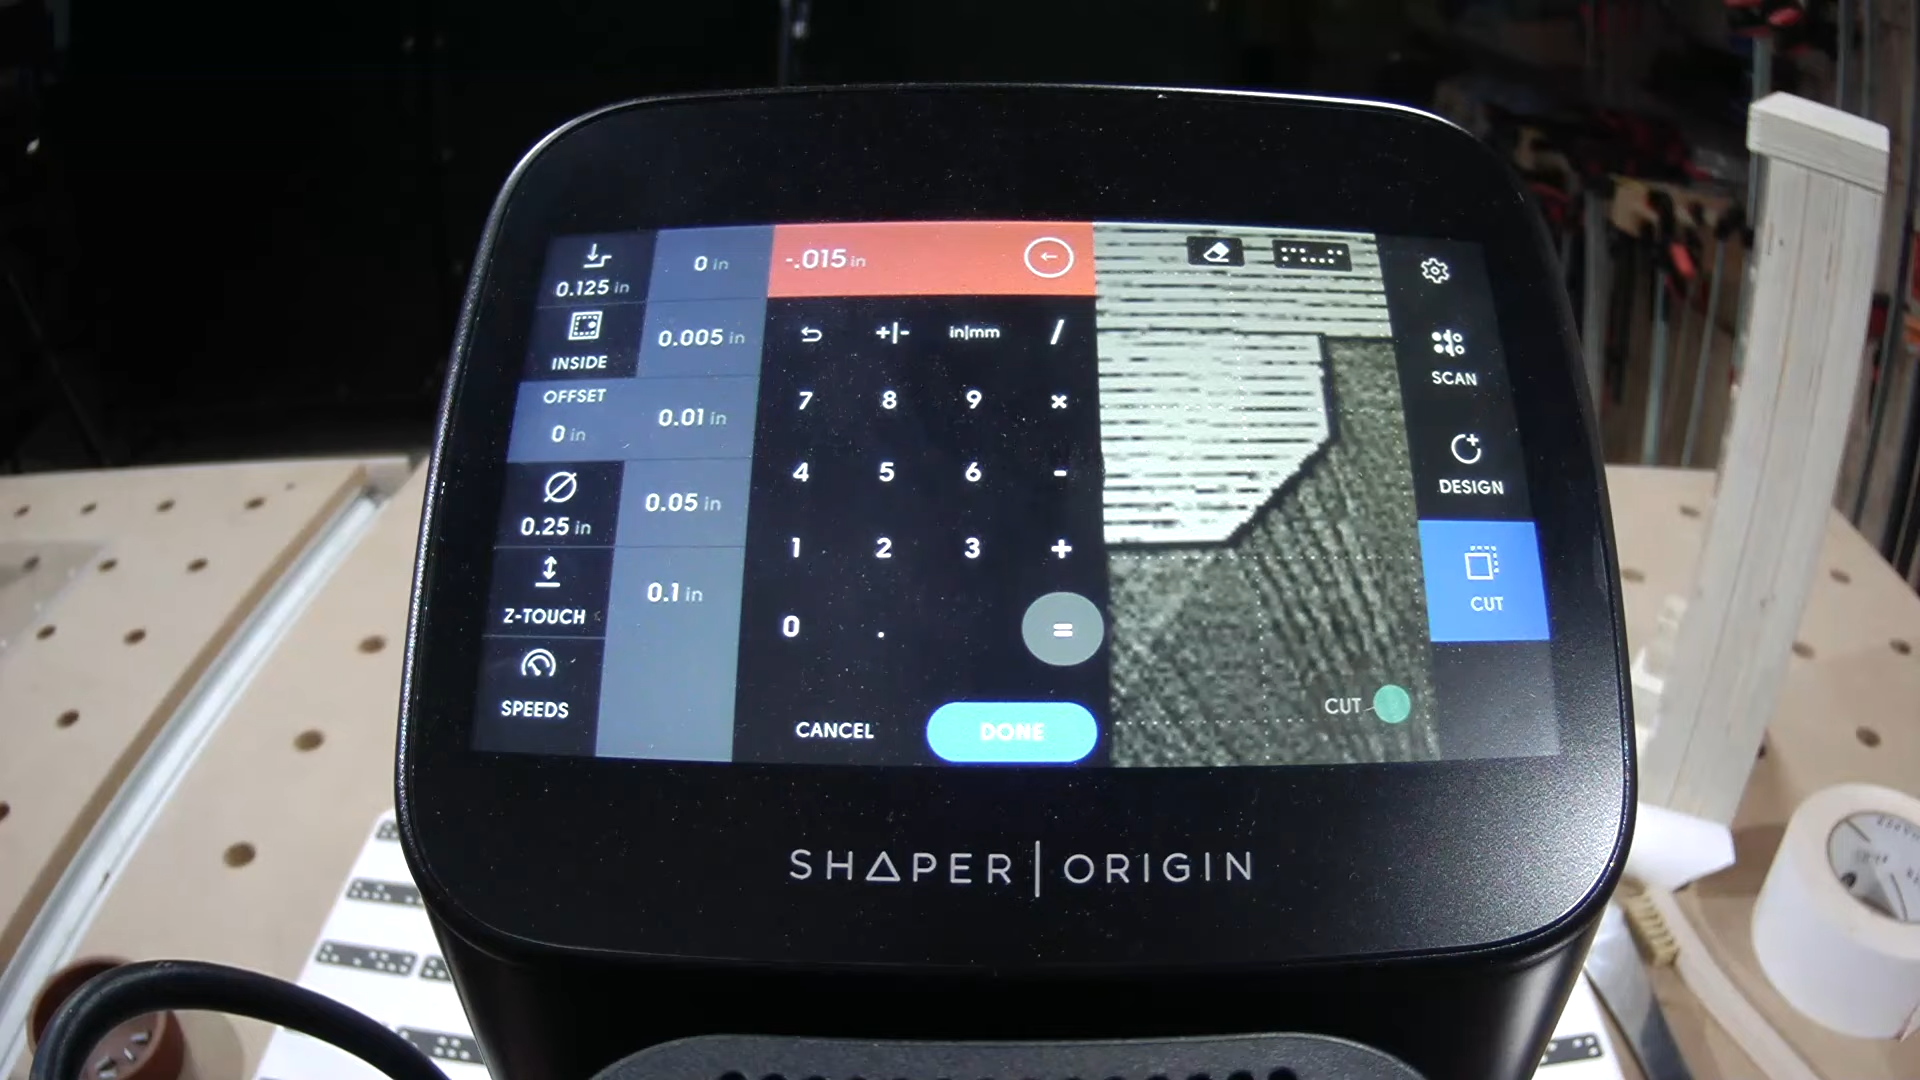 0.125 in
INSIDE
OFFSET
0 in
0.25 in
Z-TOUCH
SPEEDS
0 in
0.005 in
0.01 in
0.05 in
0.1 in
-.015 in
+|- in|mm /
7 8 9 ×
4 5 6 -
1 2 3 +
0 . =
CANCEL DONE
CUT
SCAN
DESIGN
CUT
SHAPER | ORIGIN